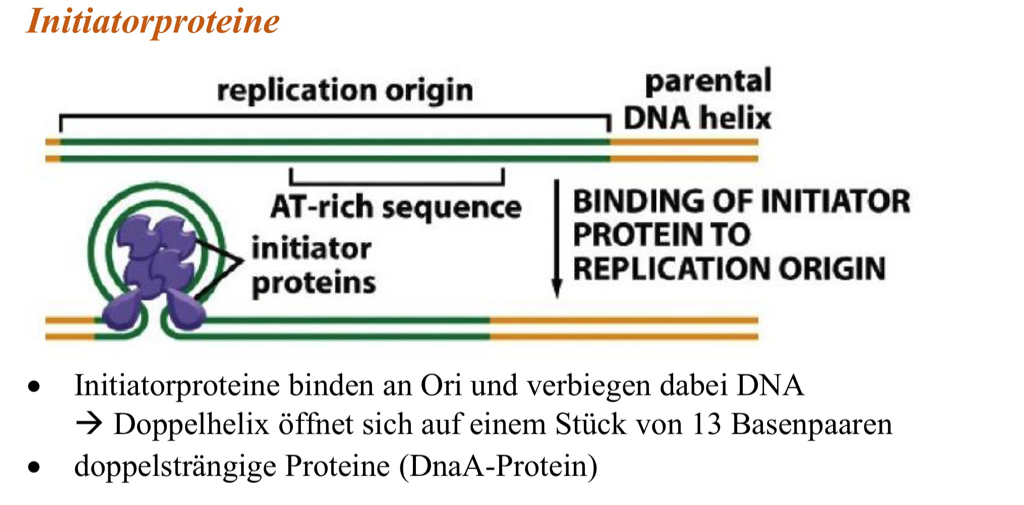 Initiatorproteine
replication origin
parental
DNA helix
AT-rich sequence
initiator
proteins
BINDING OF INITIATOR
PROTEIN TO
REPLICATION ORIGIN
• Initiatorproteine binden an Ori und verbiegen dabei DNA
→ Doppelhelix öffnet sich auf einem Stück von 13 Basenpaaren
• doppelsträngige Proteine (DnaA-Protein)